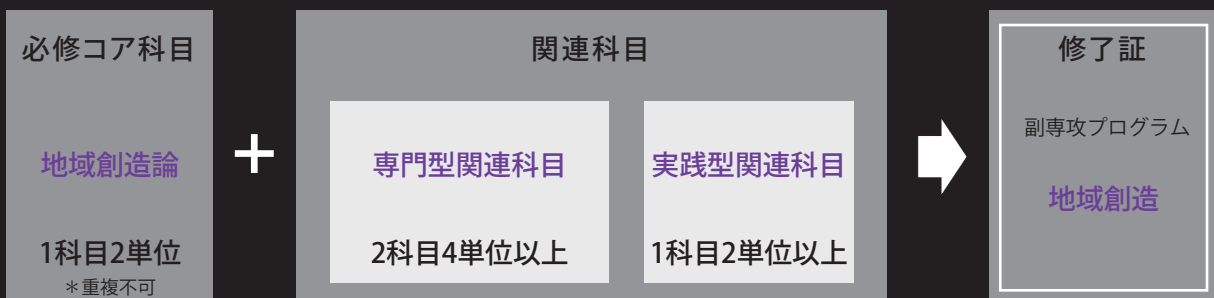 必修コア科目
地域創造論
1科目2単位
＊重複不可
+
関連科目
専門型関連科目
2科目4単位以上
実践型関連科目
1科目2単位以上
修了証
副専攻プログラム
地域創造